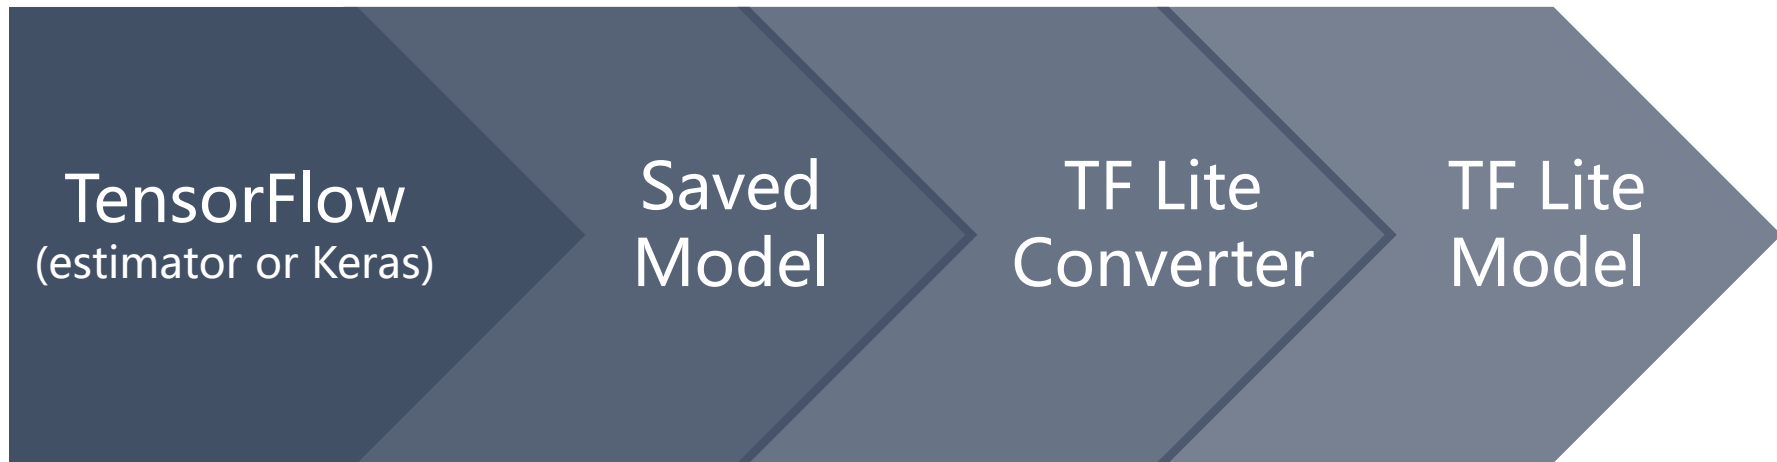 TensorFlow
(estimator or Keras)
Saved
Model
TF Lite
Converter
TF Lite
Model